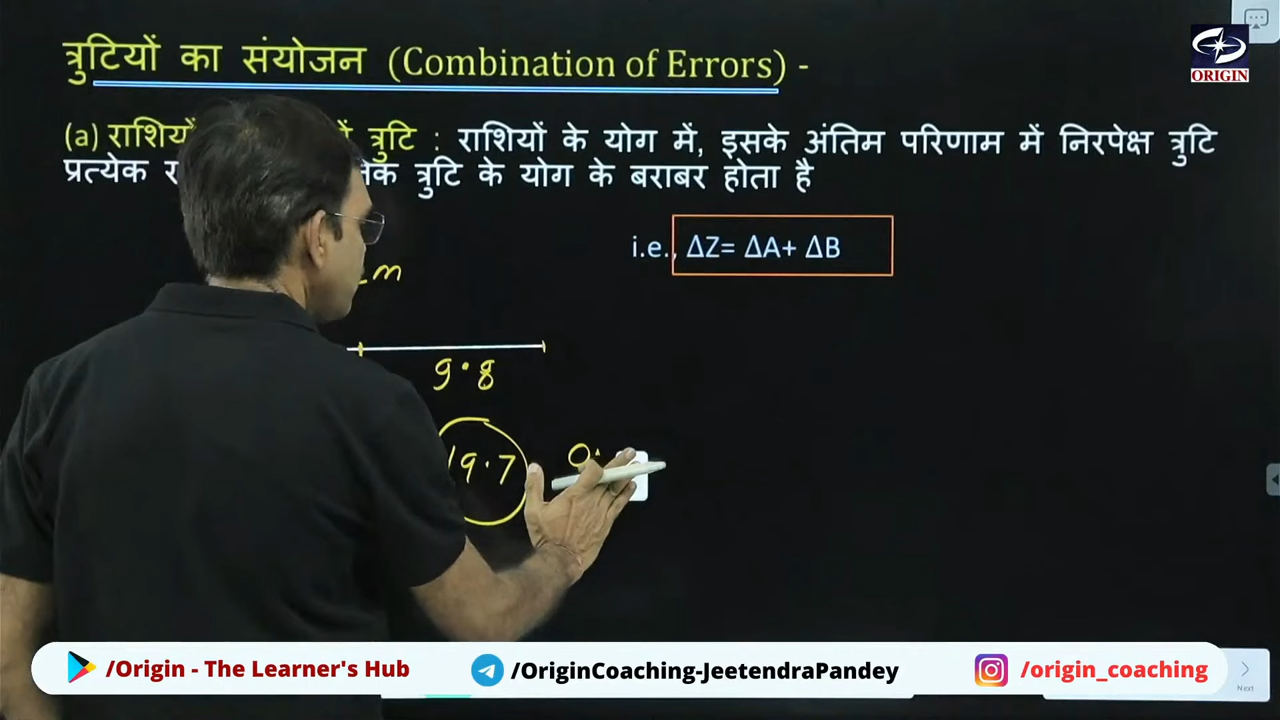 त्रुटियों का संयोजन (Combination of Errors) -
ORIGIN
(a) राशियों त्रुटि : राशियों के योग में, इसके अंतिम परिणाम में निरपेक्ष त्रुटि
प्रत्येक त्रुटि के योग के बराबर होता है
i.e., ΔZ= ΔA+ ΔB
m
9.8
19.7
/Origin - The Learner's Hub
/OriginCoaching-JeetendraPandey
/origin_coaching
Next